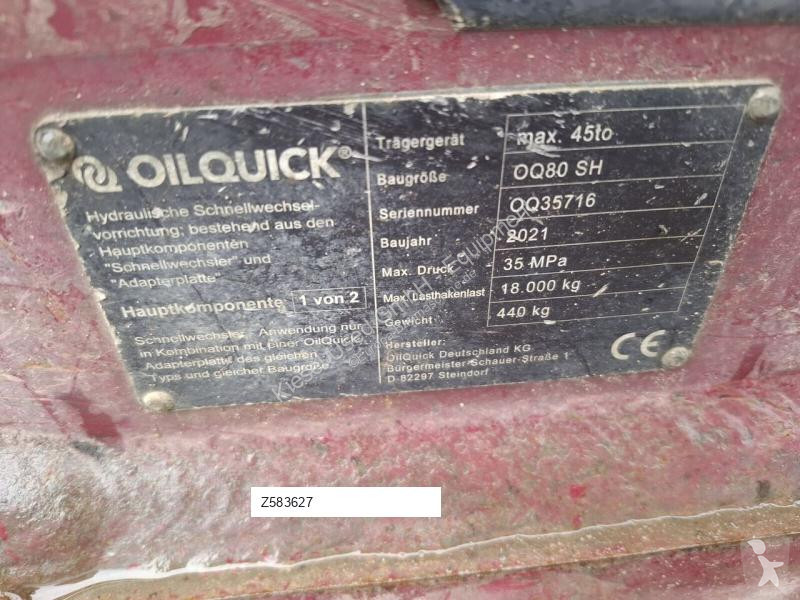 OILQUICK®
Hydraulische Schnellwechsel-
vorrichtung; bestehend aus den
Hauptkomponenten
"Schnellwechsler" und
"Adapterplatte"
Hauptkomponente 1 von 2
Schnellwechsler. Anwendung nur
in Kombination mit einer OilQuick
Adapterplatte des gleichen
Typs und gleicher Baugröße
Trägergerät max. 45to
Baugröße OQ80 SH
Seriennummer OQ35716
Baujahr 2021
Max. Druck 35 MPa
Max. Lasthakenlast 18.000 kg
Gewicht 440 kg
Hersteller:
OilQuick Deutschland KG
Bürgermeister-Schauer-Straße 1
D-82297 Steindorf
CE
Z583627